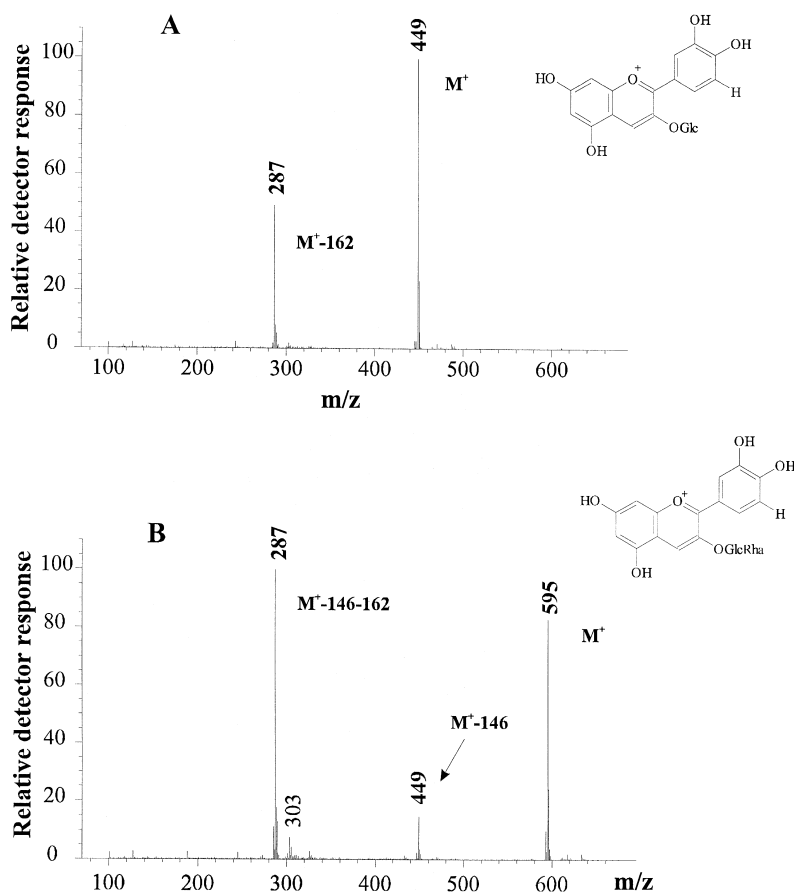 A
449
M⁺
OH
OH
HO
O⁺
H
OGlc
OH
287
M⁺-162
Relative detector response
100
80
60
40
20
0
100 200 300 400 500 600
m/z
B
OH
OH
HO
O⁺
H
OGlcRha
OH
287
M⁺-146-162
595
M⁺
M⁺-146
449
303
Relative detector response
100
80
60
40
20
0
100 200 300 400 500 600 m/z